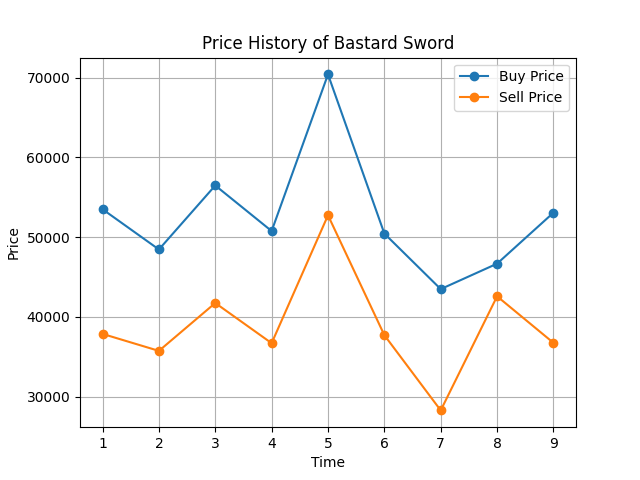 Price History of Bastard Sword
Buy Price
Sell Price
Price
70000
60000
50000
40000
30000
1 2 3 4 5 6 7 8 9
Time